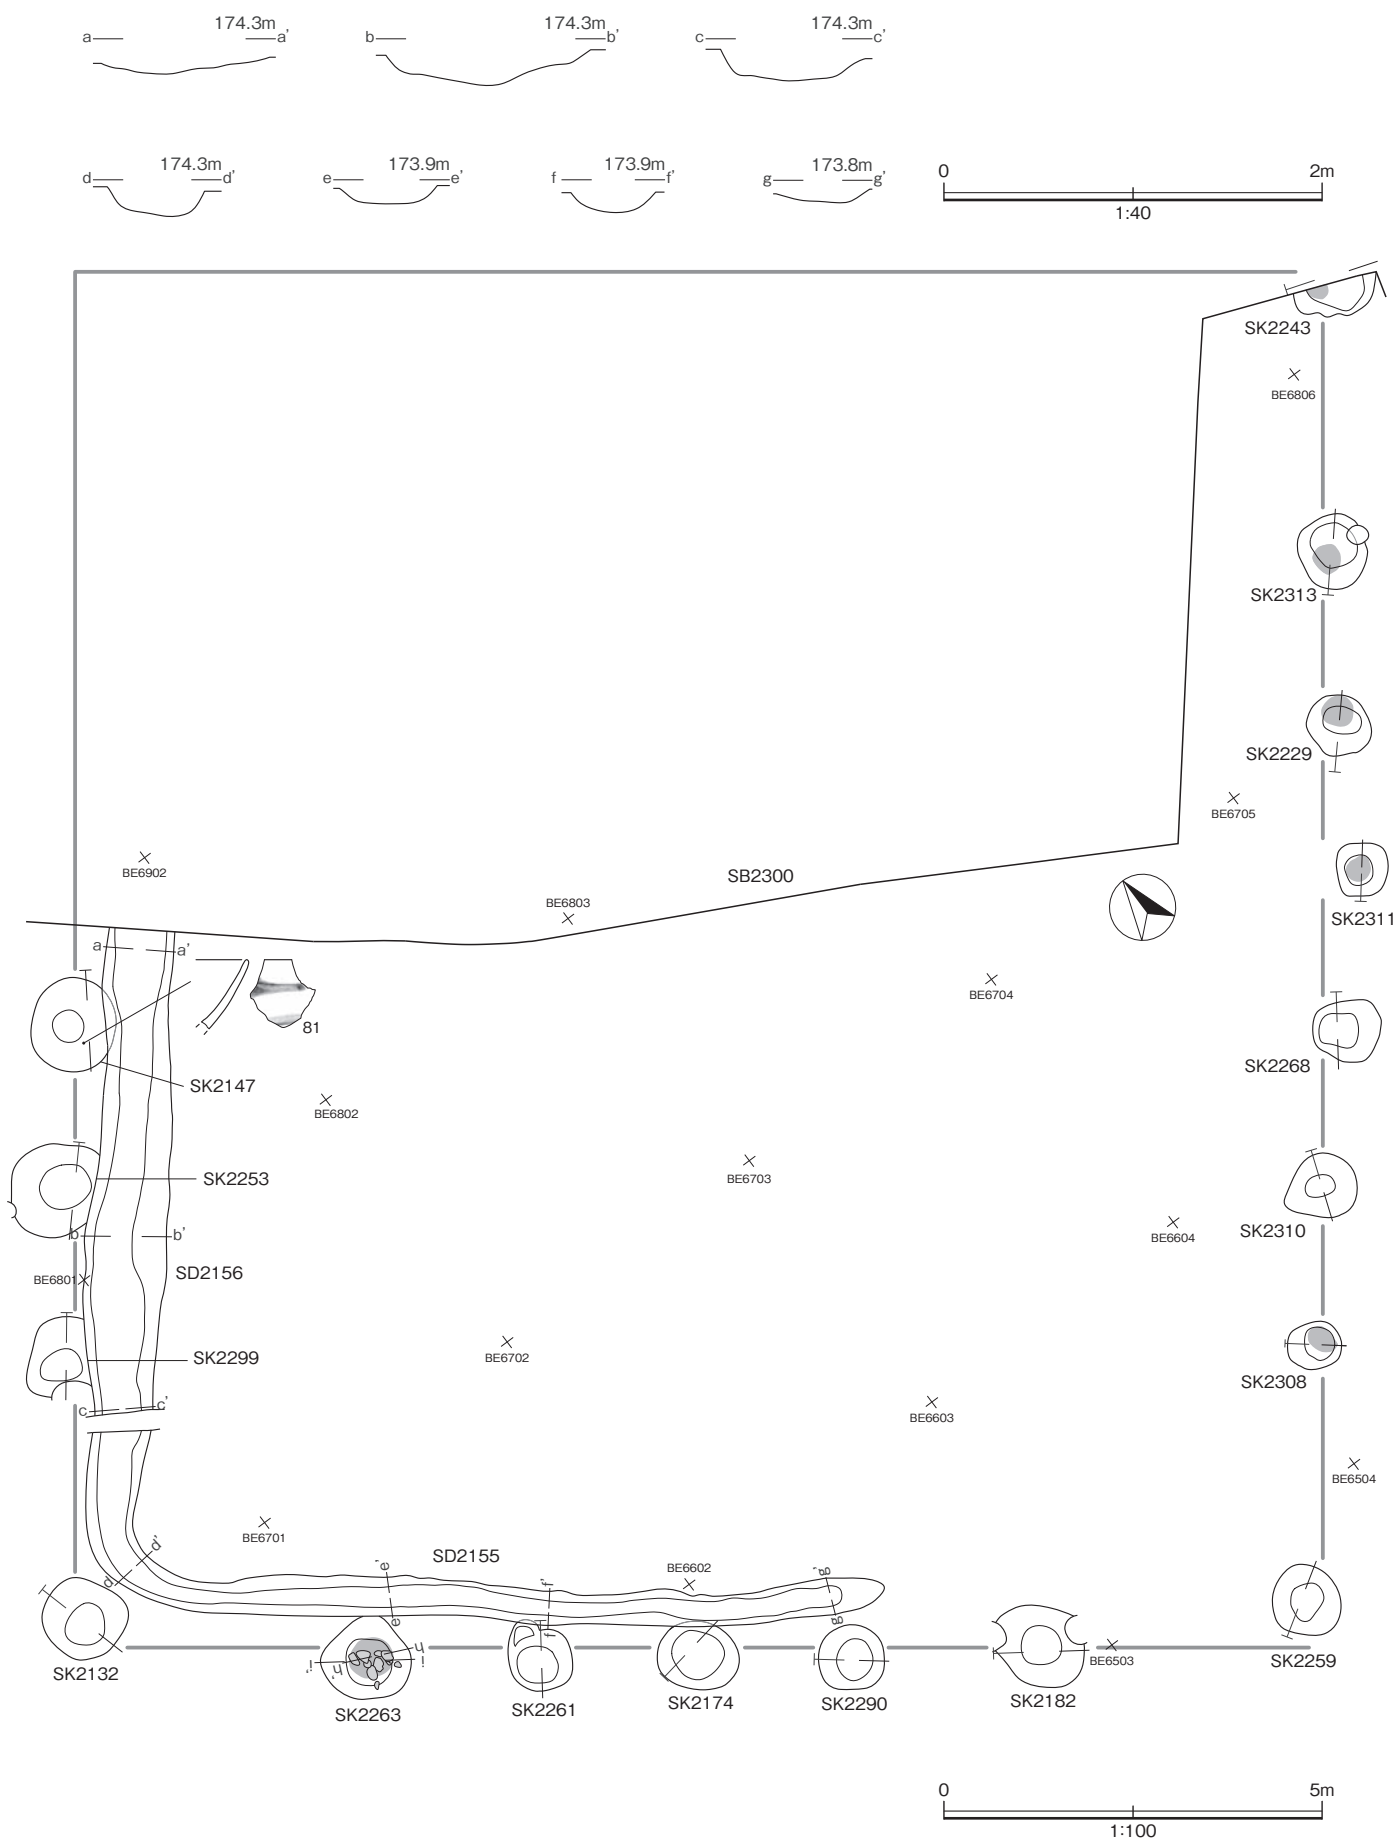 174.3m 174.3m 174.3m
a a' b b' c c'
174.3m 173.9m 173.9m 173.8m
d d' e e' f f' g g'
0 2m
1:40
SK2243
BE6806
SK2313
SK2229
BE6705
BE6902
SB2300
BE6803
SK2311
a a'
BE6704
81
SK2268
SK2147
BE6802
BE6703
SK2253
BE6604
SK2310
b b'
SD2156
BE6801
BE6702
SK2299
SK2308
c c'
BE6603
BE6504
BE6701
d d'
SD2155
e' e
BE6602
f' f
g' g
BE6503
SK2259
SK2132
i' h' h i
SK2263
SK2261
SK2174
SK2290
SK2182
0 5m
1:100